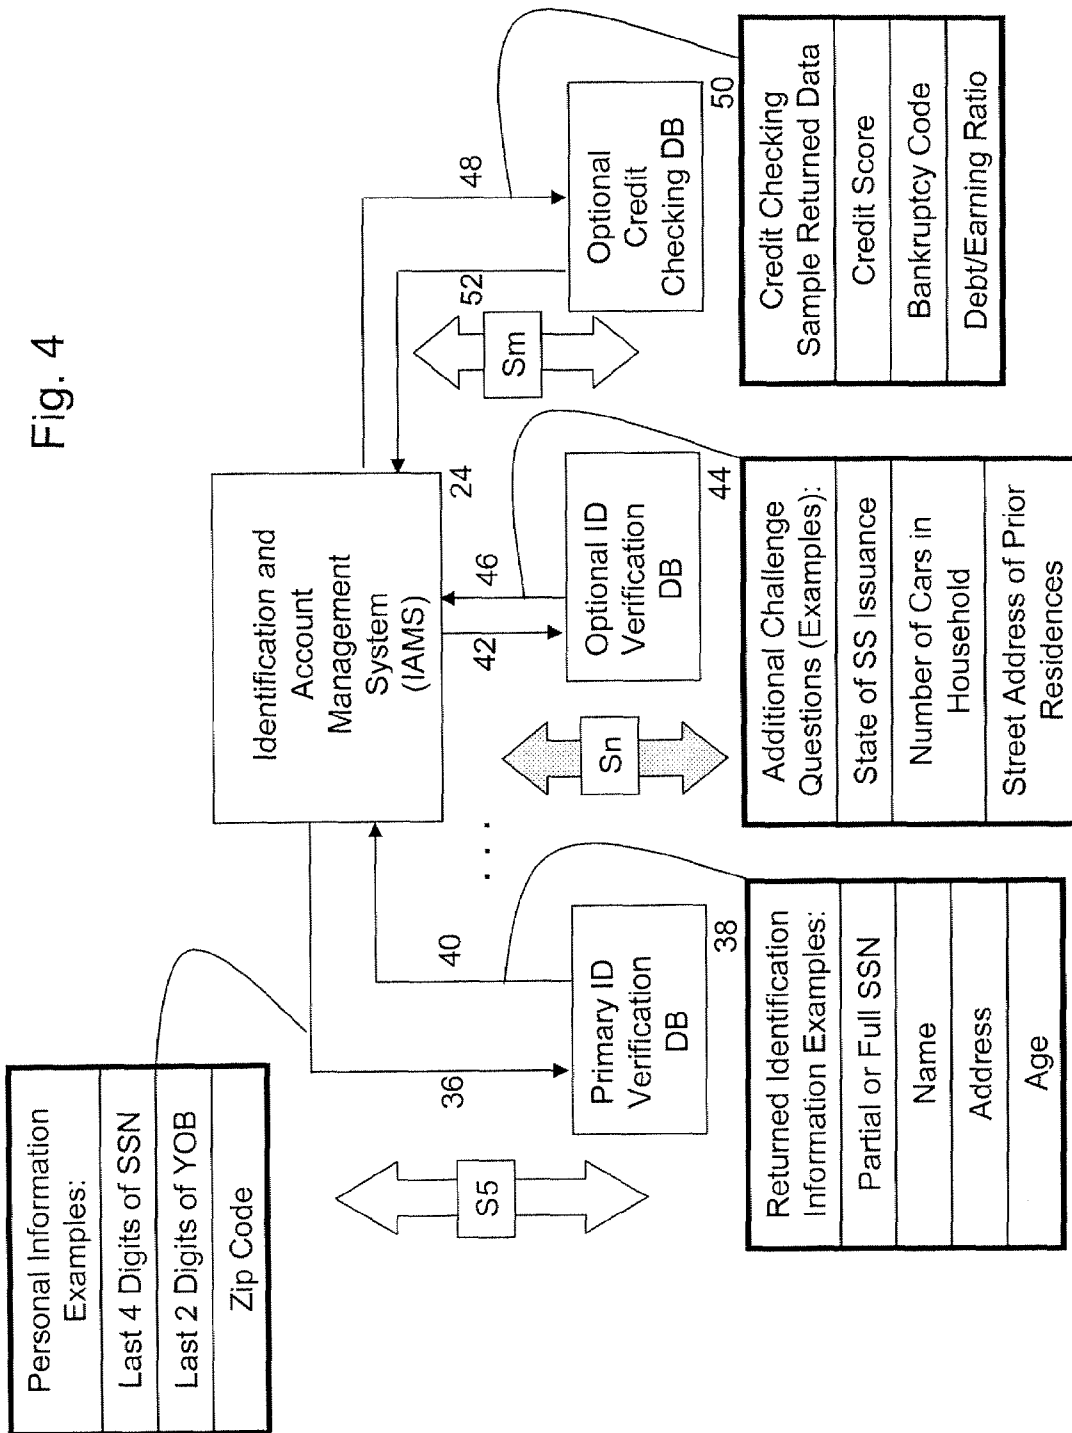 Fig. 4
Personal Information
Examples:
Last 4 Digits of SSN
Last 2 Digits of YOB
Zip Code
Identification and
Account
Management
System
(IAMS)
24
36
40
42
46
48
52
S5
. . .
Sn
Sm
Primary ID
Verification
DB
38
Optional ID
Verification
DB
44
Optional
Credit
Checking DB
50
Returned Identification
Information Examples:
Partial or Full SSN
Name
Address
Age
Additional Challenge
Questions (Examples):
State of SS Issuance
Number of Cars in
Household
Street Address of Prior
Residences
Credit Checking
Sample Returned Data
Credit Score
Bankruptcy Code
Debt/Earning Ratio